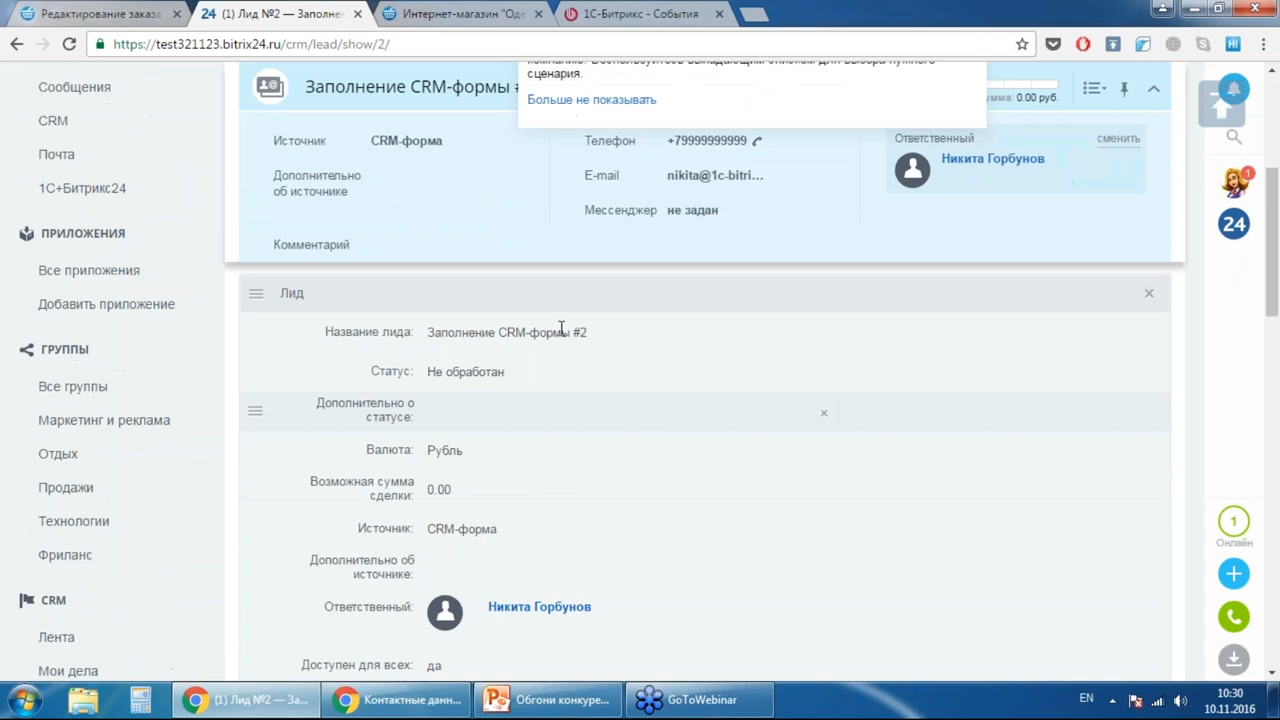 Редактирование заказа
24 (1) Лид №2 — Заполне
Интернет-магазин "Оде
1С-Битрикс - События
https://test321123.bitrix24.ru/crm/lead/show/2/
Сообщения
CRM
Почта
1С+Битрикс24
ПРИЛОЖЕНИЯ
Все приложения
Добавить приложение
ГРУППЫ
Все группы
Маркетинг и реклама
Отдых
Продажи
Технологии
Фриланс
CRM
Лента
Мои дела
Заполнение CRM-формы #
сценария.
Больше не показывать
умма: 0.00 руб.
Источник CRM-форма
Дополнительно
об источнике
Комментарий
Телефон +79999999999
E-mail nikita@1c-bitri...
Мессенджер не задан
Ответственный сменить
Никита Горбунов
Лид
Название лида: Заполнение CRM-формы #2
Статус: Не обработан
Дополнительно о
статусе:
Валюта: Рубль
Возможная сумма
сделки: 0.00
Источник: CRM-форма
Дополнительно об
источнике:
Ответственный: Никита Горбунов
Доступен для всех: да
1
24
1
Онлайн
Hi
(1) Лид №2 — За...
Контактные данны...
Обгони конкуре...
GoToWebinar
EN
10:30
10.11.2016